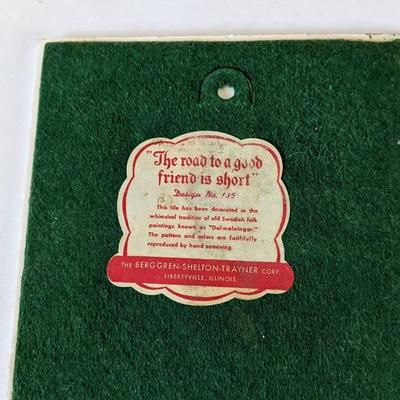 "The road to a good
friend is short"
Design No. 135
This tile has been decorated in the
whimsical tradition of old Swedish folk
paintings known as "Dalmalningar."
The pattern and colors are faithfully
reproduced by hand screening.
THE BERGGREN-SHELTON-TRAYNER CORP.
LIBERTYVILLE, ILLINOIS